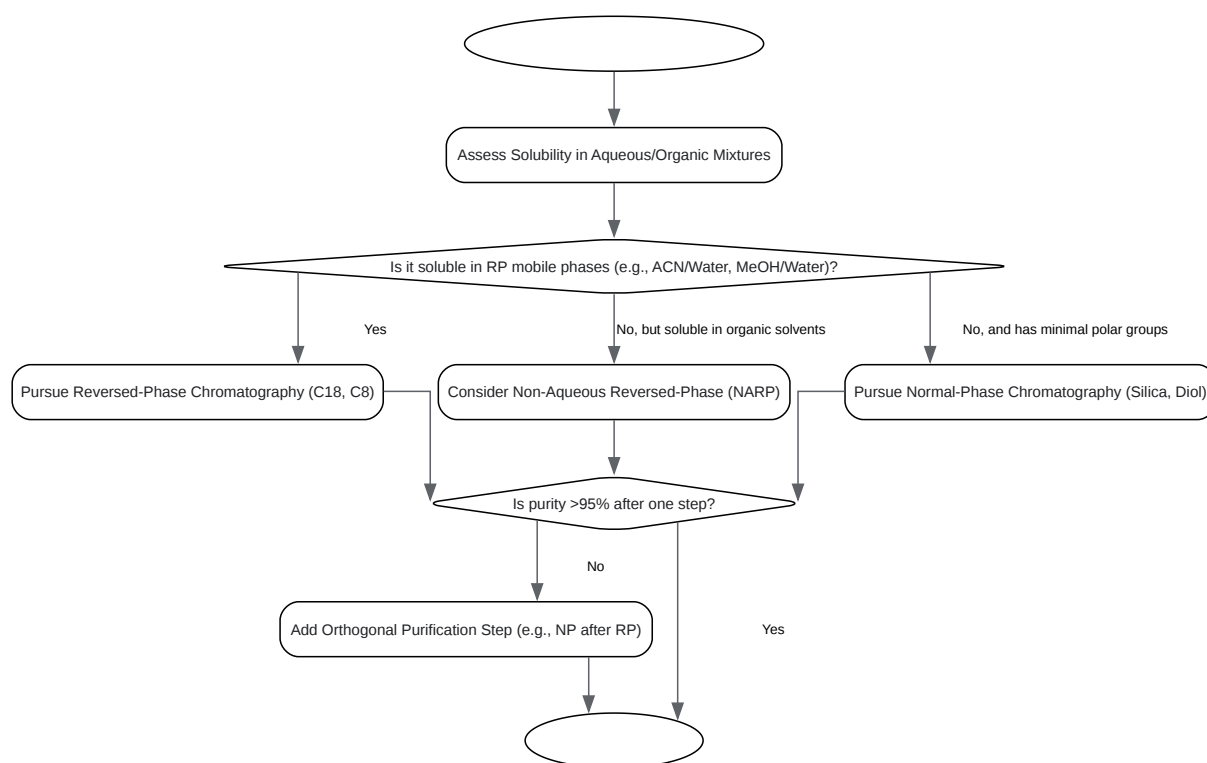 Assess Solubility in Aqueous/Organic Mixtures
Is it soluble in RP mobile phases (e.g., ACN/Water, MeOH/Water)?
Yes
No, but soluble in organic solvents
No, and has minimal polar groups
Pursue Reversed-Phase Chromatography (C18, C8)
Consider Non-Aqueous Reversed-Phase (NARP)
Pursue Normal-Phase Chromatography (Silica, Diol)
Is purity >95% after one step?
No
Add Orthogonal Purification Step (e.g., NP after RP)
Yes